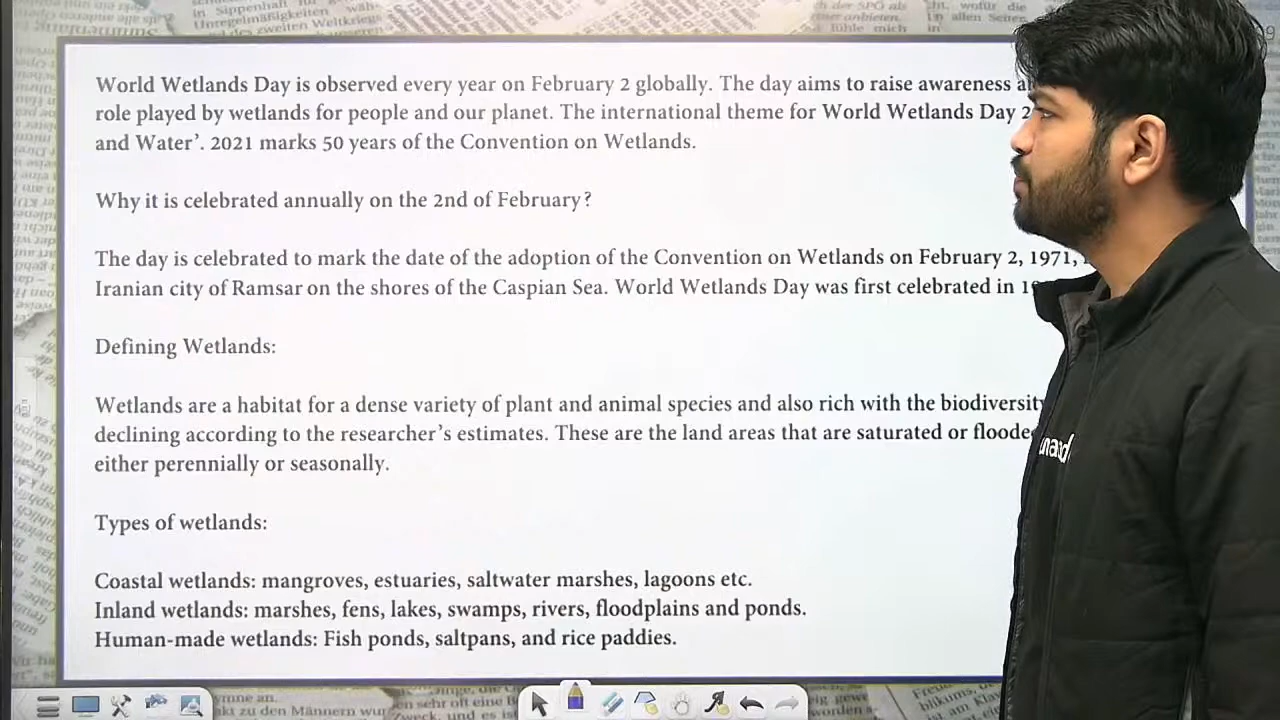 World Wetlands Day is observed every year on February 2 globally. The day aims to raise awareness
role played by wetlands for people and our planet. The international theme for World Wetlands Day
and Water’. 2021 marks 50 years of the Convention on Wetlands.
Why it is celebrated annually on the 2nd of February?
The day is celebrated to mark the date of the adoption of the Convention on Wetlands on February 2, 1971,
Iranian city of Ramsar on the shores of the Caspian Sea. World Wetlands Day was first celebrated in
Defining Wetlands:
Wetlands are a habitat for a dense variety of plant and animal species and also rich with the
declining according to the researcher’s estimates. These are the land areas that are saturated or
either perennially or seasonally.
Types of wetlands:
Coastal wetlands: mangroves, estuaries, saltwater marshes, lagoons etc.
Inland wetlands: marshes, fens, lakes, swamps, rivers, floodplains and ponds.
Human-made wetlands: Fish ponds, saltpans, and rice paddies.